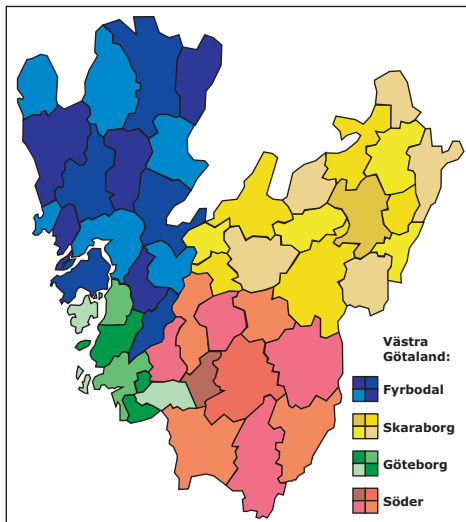 Västra
Götaland:
Fyrbodal
Skaraborg
Göteborg
Söder